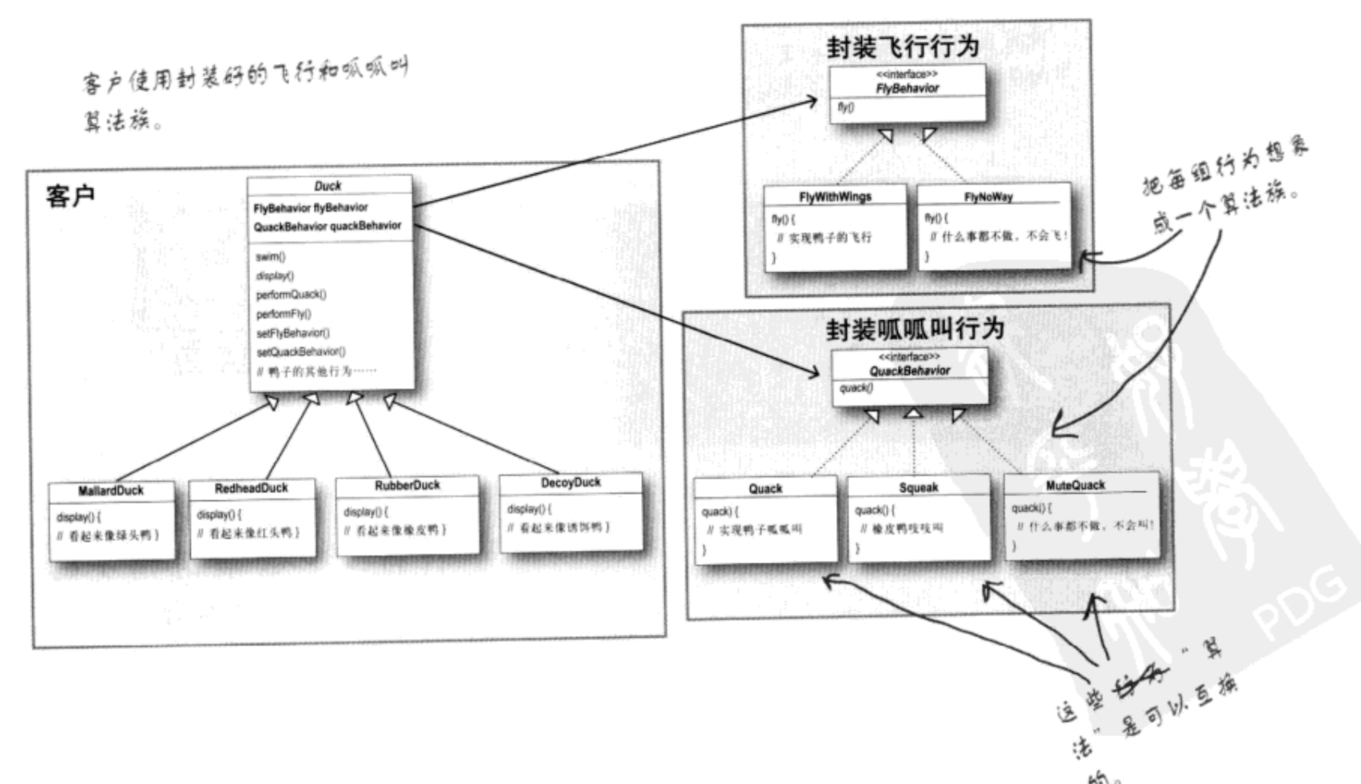 客户使用封装好的飞行和呱呱叫
算法族。
客户
Duck
FlyBehavior flyBehavior
QuackBehavior quackBehavior
swim()
display()
performQuack()
performFly()
setFlyBehavior()
setQuackBehavior()
// 鸭子的其他行为……
MallardDuck
display() {
// 看起来像绿头鸭 }
RedheadDuck
display() {
// 看起来像红头鸭 }
RubberDuck
display() {
// 看起来像橡皮鸭 }
DecoyDuck
display() {
// 看起来像诱饵鸭 }
封装飞行行为
<<interface>>
FlyBehavior
fly()
FlyWithWings
fly() {
// 实现鸭子的飞行
}
FlyNoWay
fly() {
// 什么事都不做，不会飞！
}
把每组行为想象
成一个算法族。
封装呱呱叫行为
<<interface>>
QuackBehavior
quack()
Quack
quack) {
// 实现鸭子呱呱叫
}
Squeak
quack() {
// 橡皮鸭吱吱叫
}
MuteQuack
quack() {
// 什么事都不做，不会叫！
}
这些行为“算
法”是可以互换
的。
PDG